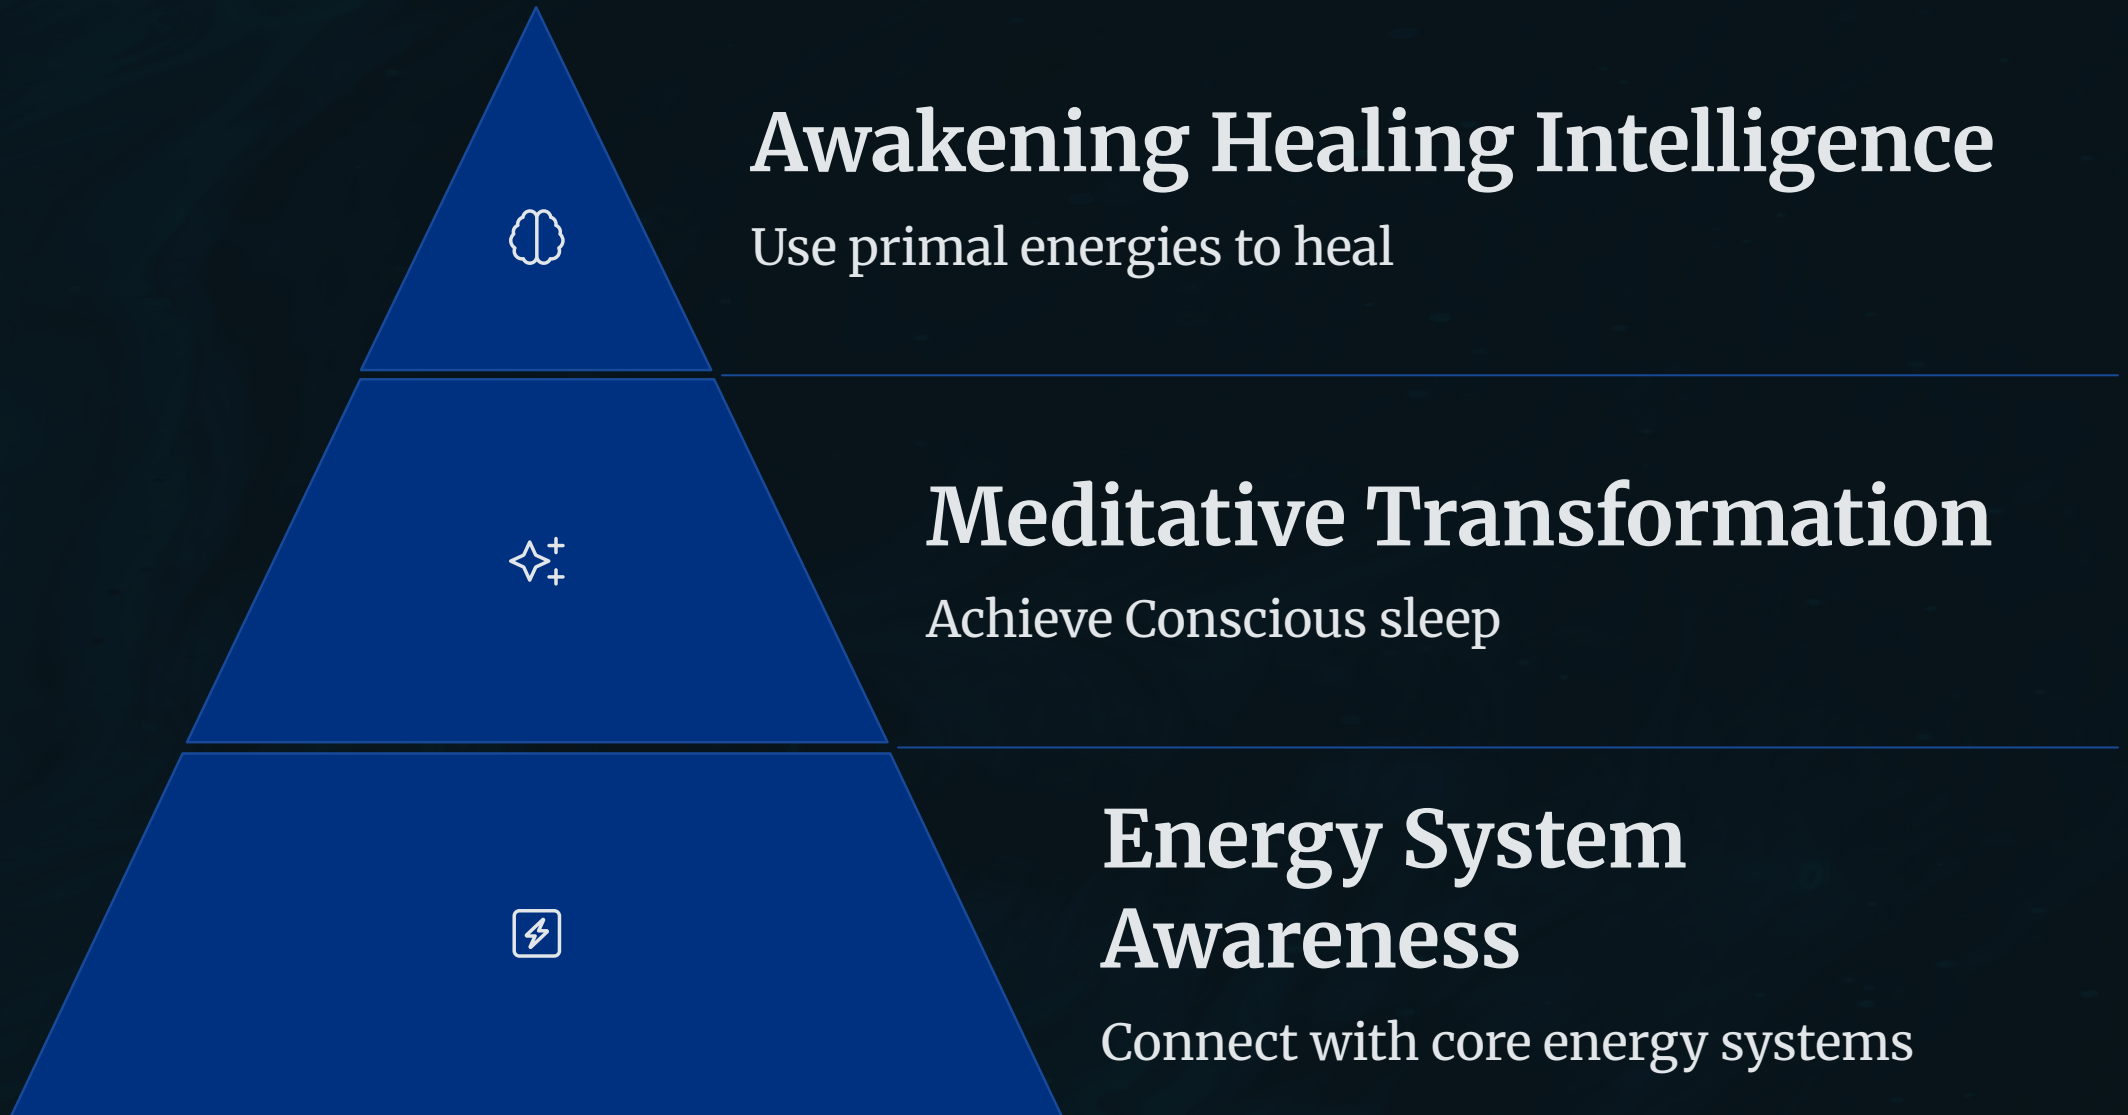 Awakening Healing Intelligence
Use primal energies to heal
Meditative Transformation
Achieve Conscious sleep
Energy System
Awareness
Connect with core energy systems